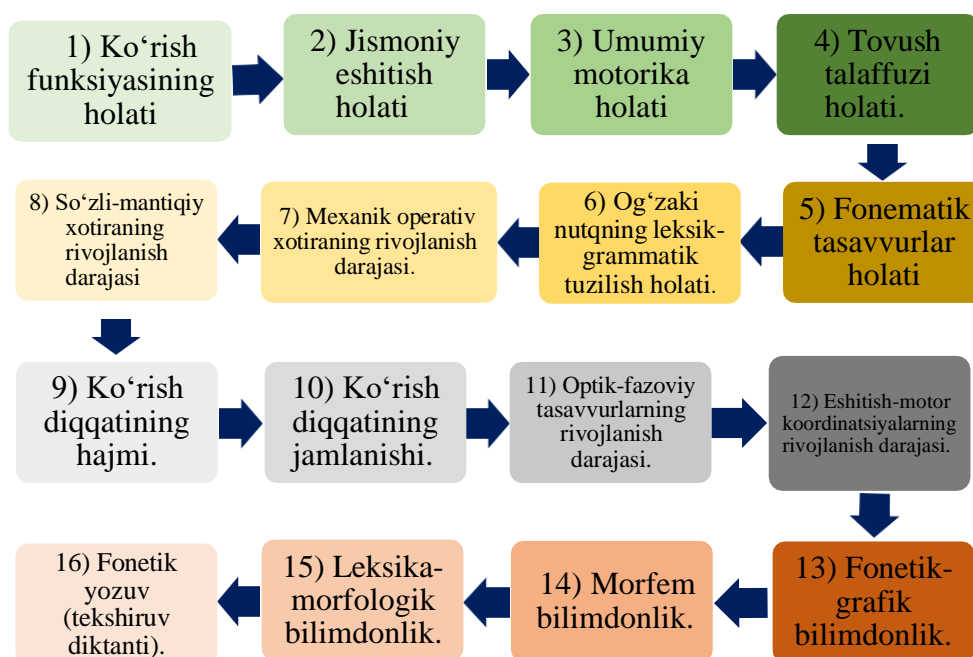 1) Ko‘rish
funksiyasining
holati
2) Jismoniy
eshitish
holati
3) Umumiy
motorika
holati
4) Tovush
talaffuzi
holati.
5) Fonematik
tasavvurlar
holati
6) Og‘zaki
nutqning leksik-
grammatik
tuzilish holati.
7) Mexanik operativ
xotiraning rivojlanish
darajasi.
8) So‘zli-mantiqiy
xotiraning
rivojlanish
darajasi
9) Ko‘rish
diqqatining
hajmi.
10) Ko‘rish
diqqatining
jamlanishi.
11) Optik-fazoviy
tasavvurlarning
rivojlanish
darajasi.
12) Eshitish-motor
koordinatsiyalarning
rivojlanish darajasi.
13) Fonetik-
grafik
bilimdonlik.
14) Morfem
bilimdonlik.
15) Leksika-
morfologik
bilimdonlik.
16) Fonetik
yozuv
(tekshiruv
diktanti).